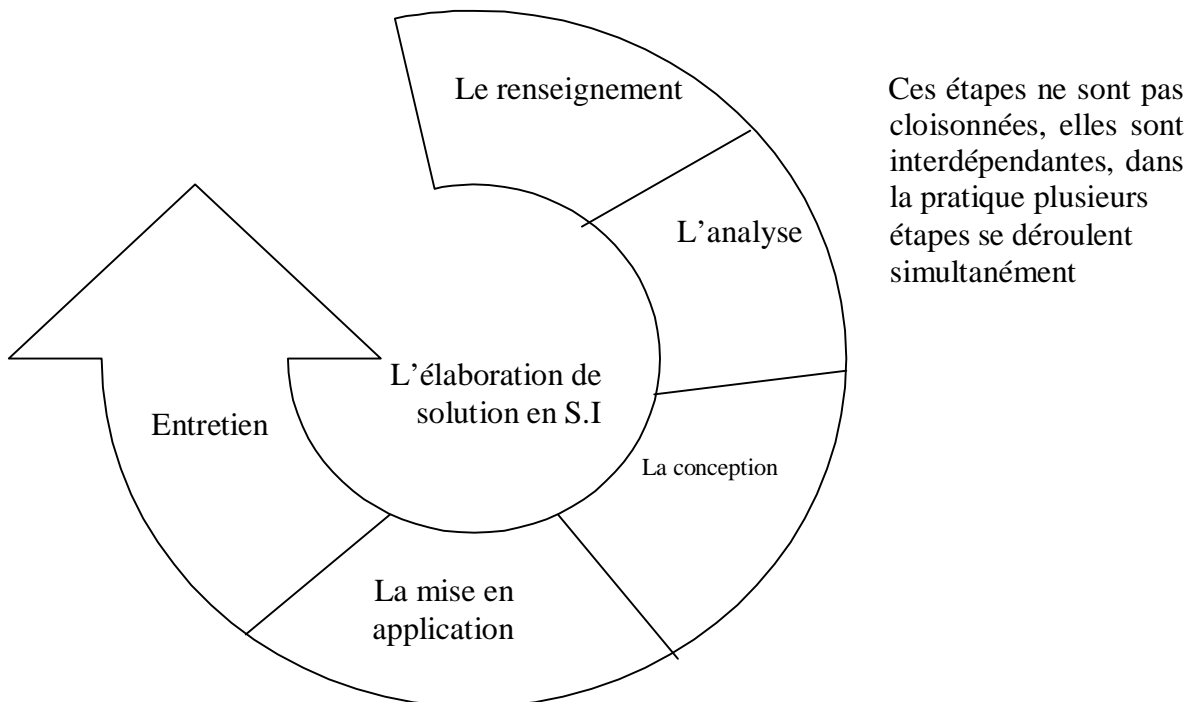 Le renseignement
Ces étapes ne sont pas
cloisonnées, elles sont
interdépendantes, dans
la pratique plusieurs
étapes se déroulent
simultanément
L’analyse
L’élaboration de
solution en S.I
La conception
La mise en
application
Entretien